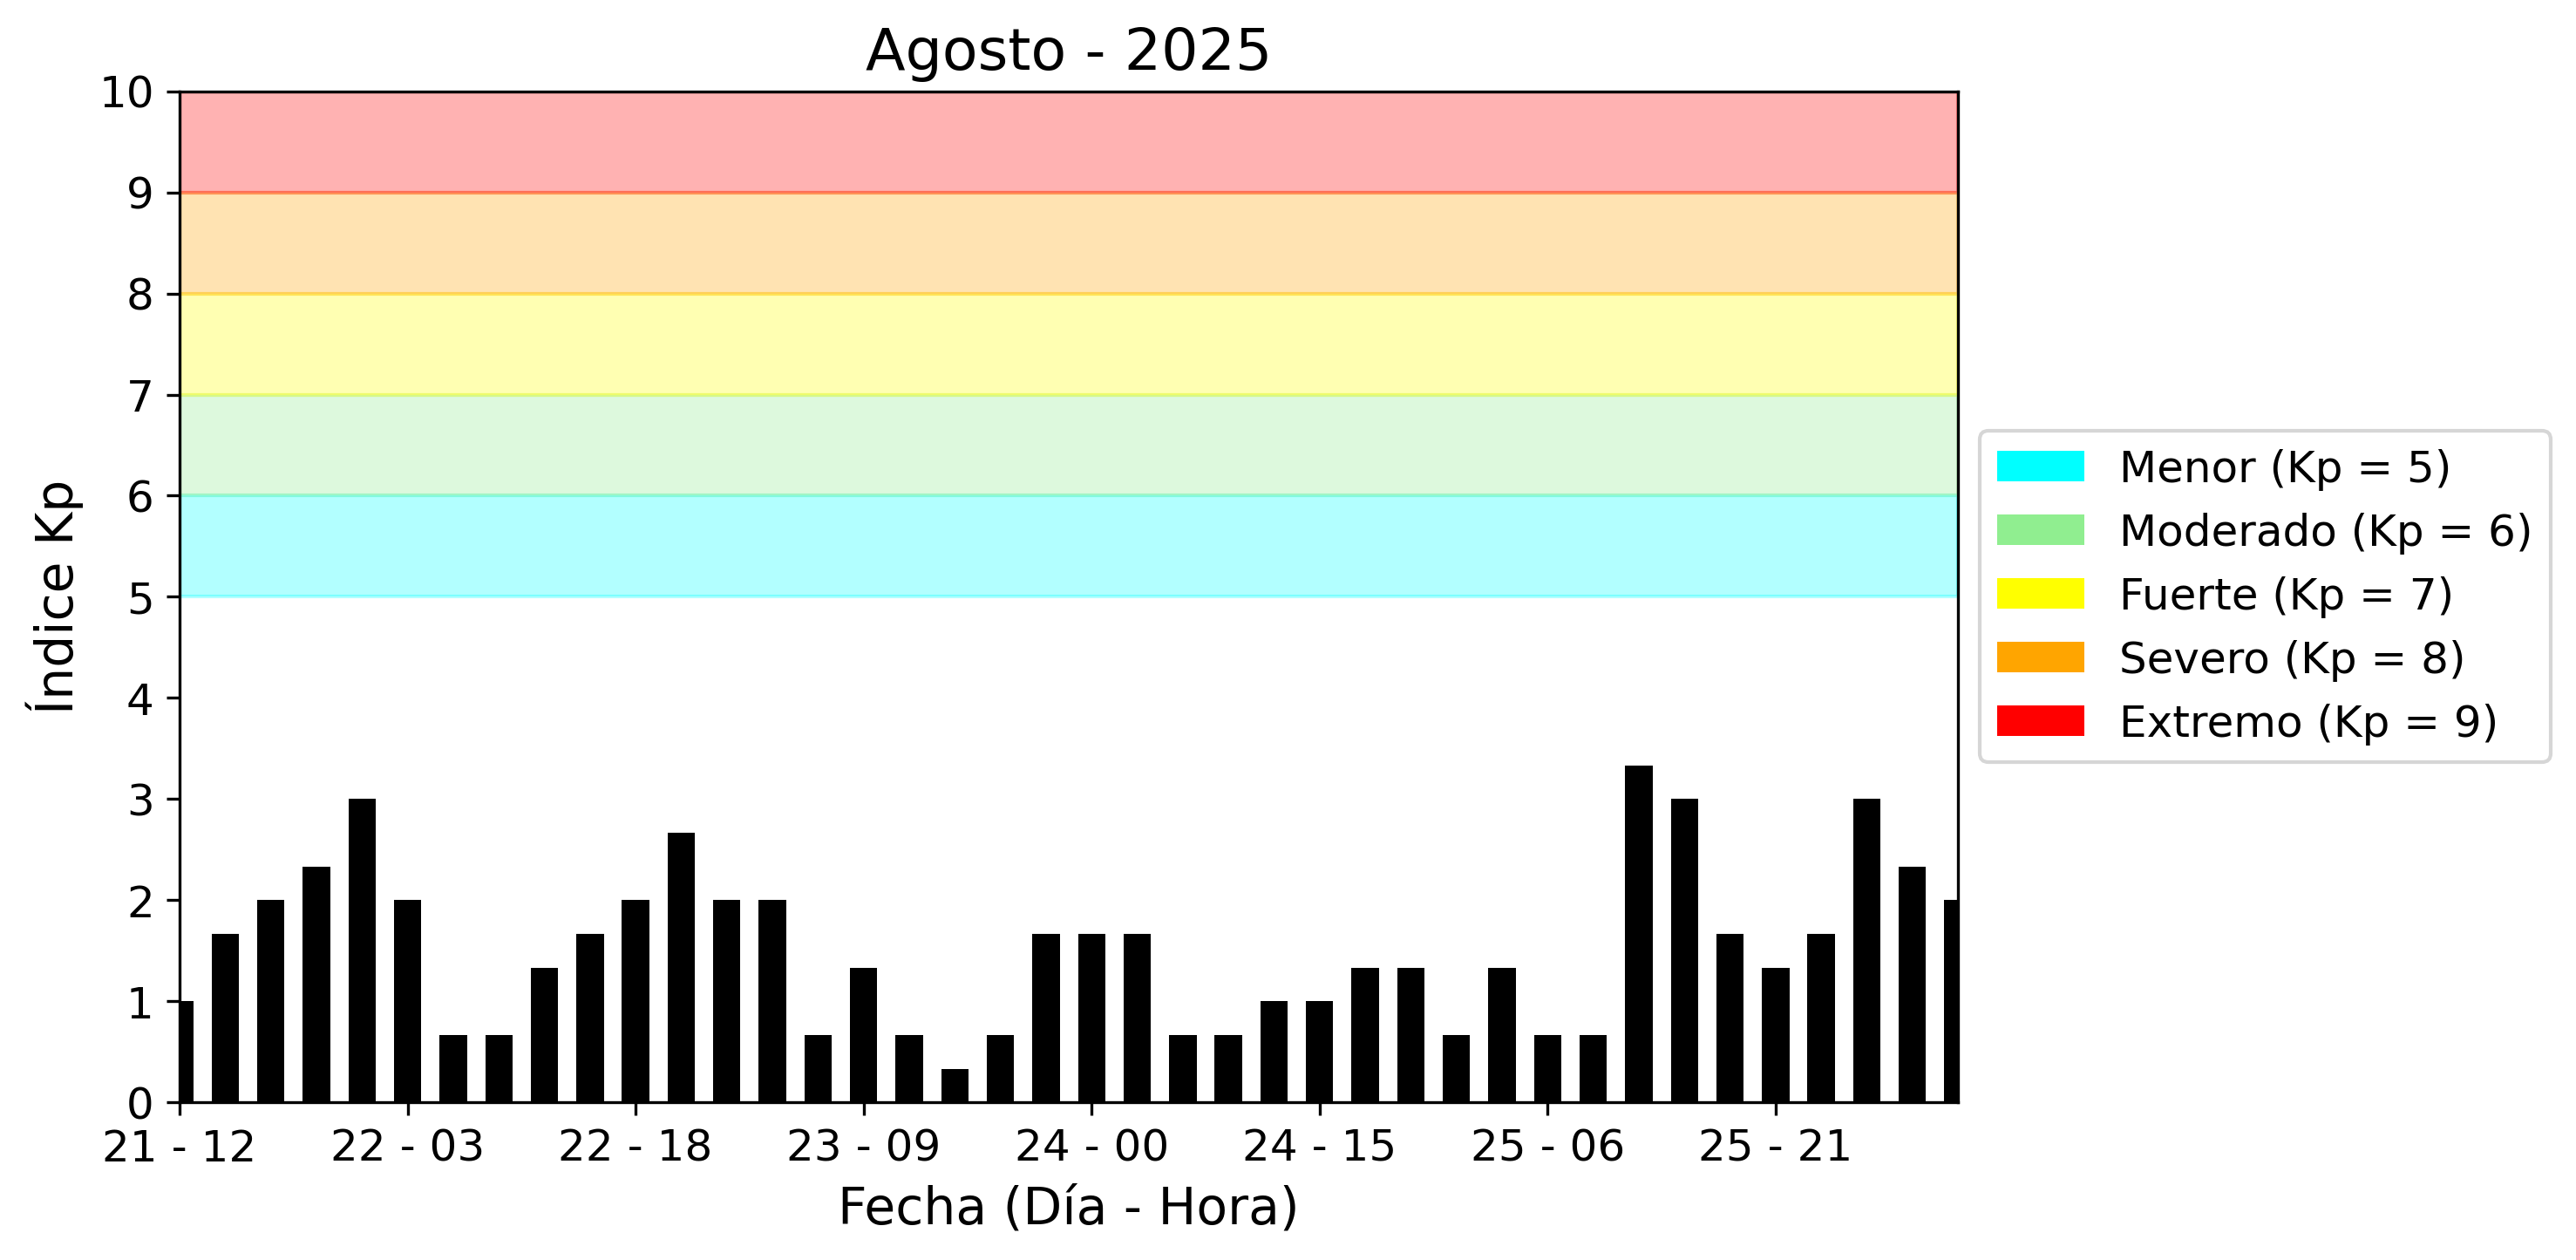 Agosto - 2025
10
9
8
7
6
5
4
3
2
1
0
Índice Kp
21 - 12
22 - 03
22 - 18
23 - 09
24 - 00
24 - 15
25 - 06
25 - 21
Fecha (Día - Hora)
Menor (Kp = 5)
Moderado (Kp = 6)
Fuerte (Kp = 7)
Severo (Kp = 8)
Extremo (Kp = 9)